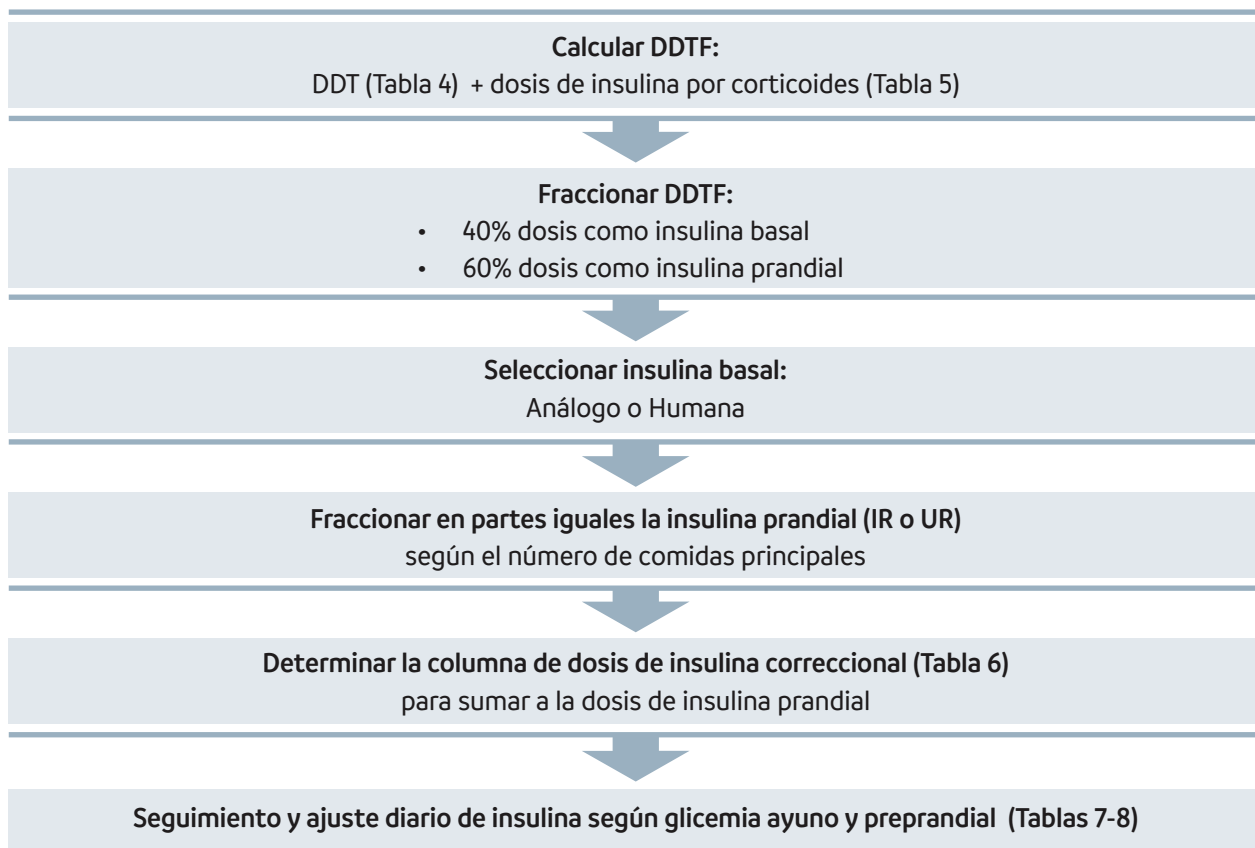 Calcular DDTF:
DDT (Tabla 4) + dosis de insulina por corticoides (Tabla 5)
Fraccionar DDTF:
• 40% dosis como insulina basal
• 60% dosis como insulina prandial
Seleccionar insulina basal:
Análogo o Humana
Fraccionar en partes iguales la insulina prandial (IR o UR)
según el número de comidas principales
Determinar la columna de dosis de insulina correccional (Tabla 6)
para sumar a la dosis de insulina prandial
Seguimiento y ajuste diario de insulina según glicemia ayuno y preprandial (Tablas 7-8)